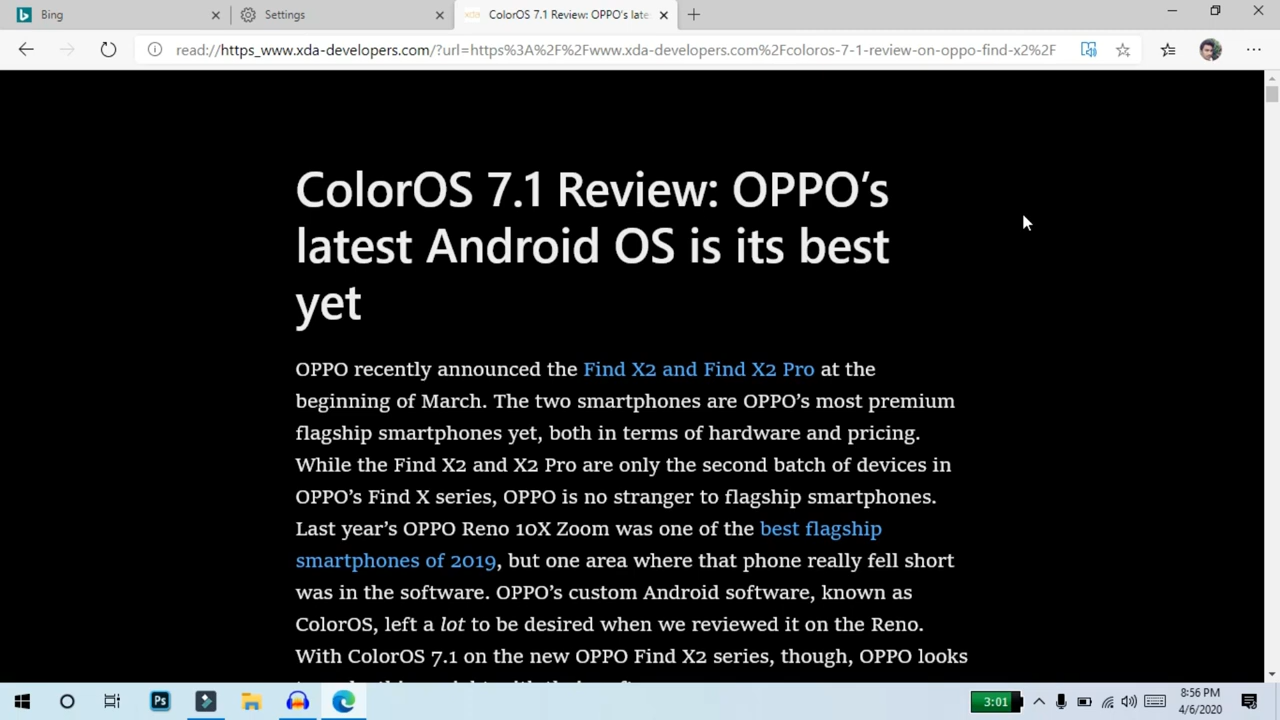 Bing
Settings
ColorOS 7.1 Review: OPPO's late
read://https_www.xda-developers.com/?url=https%3A%2F%2Fwww.xda-developers.com%2Fcoloros-7-1-review-on-oppo-find-x2%2F
ColorOS 7.1 Review: OPPO's
latest Android OS is its best
yet
OPPO recently announced the Find X2 and Find X2 Pro at the
beginning of March. The two smartphones are OPPO's most premium
flagship smartphones yet, both in terms of hardware and pricing.
While the Find X2 and X2 Pro are only the second batch of devices in
OPPO's Find X series, OPPO is no stranger to flagship smartphones.
Last year's OPPO Reno 10X Zoom was one of the best flagship
smartphones of 2019, but one area where that phone really fell short
was in the software. OPPO's custom Android software, known as
ColorOS, left a lot to be desired when we reviewed it on the Reno.
With ColorOS 7.1 on the new OPPO Find X2 series, though, OPPO looks
Ps
3:01
8:56 PM
4/6/2020